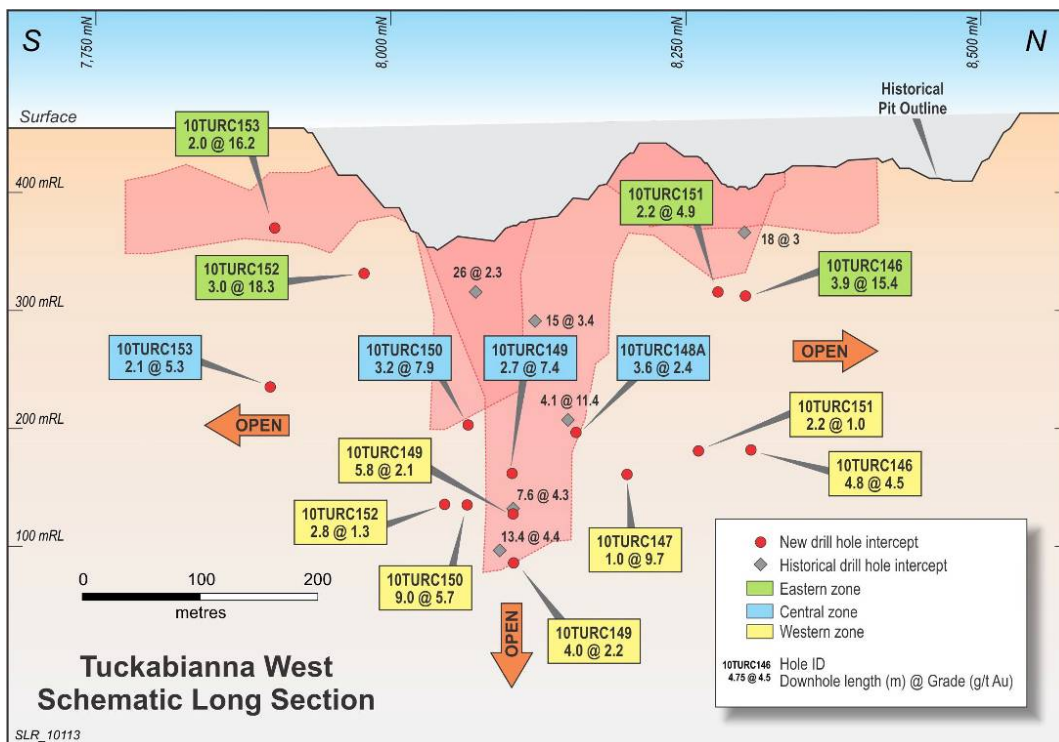 S
7,750 mN
8,000 mN
8,250 mN
8,500 mN
N
Historical
Pit Outline
Surface
10TURC153
2.0 @ 16.2
400 mRL
10TURC151
2.2 @ 4.9
18 @ 3
10TURC152
3.0 @ 18.3
26 @ 2.3
10TURC146
3.9 @ 15.4
300 mRL
15 @ 3.4
10TURC153
2.1 @ 5.3
10TURC150
3.2 @ 7.9
10TURC149
2.7 @ 7.4
10TURC148A
3.6 @ 2.4
OPEN
4.1 @ 11.4
200 mRL
OPEN
10TURC151
2.2 @ 1.0
10TURC149
5.8 @ 2.1
10TURC146
4.8 @ 4.5
7.6 @ 4.3
10TURC152
2.8 @ 1.3
13.4 @ 4.4
10TURC147
1.0 @ 9.7
100 mRL
10TURC150
9.0 @ 5.7
10TURC149
4.0 @ 2.2
OPEN
0 100 200
metres
New drill hole intercept
Historical drill hole intercept
Eastern zone
Central zone
Western zone
10TURC146 Hole ID
4.75 @ 4.5 Downhole length (m) @ Grade (g/t Au)
Tuckabianna West
Schematic Long Section
SLR_10113